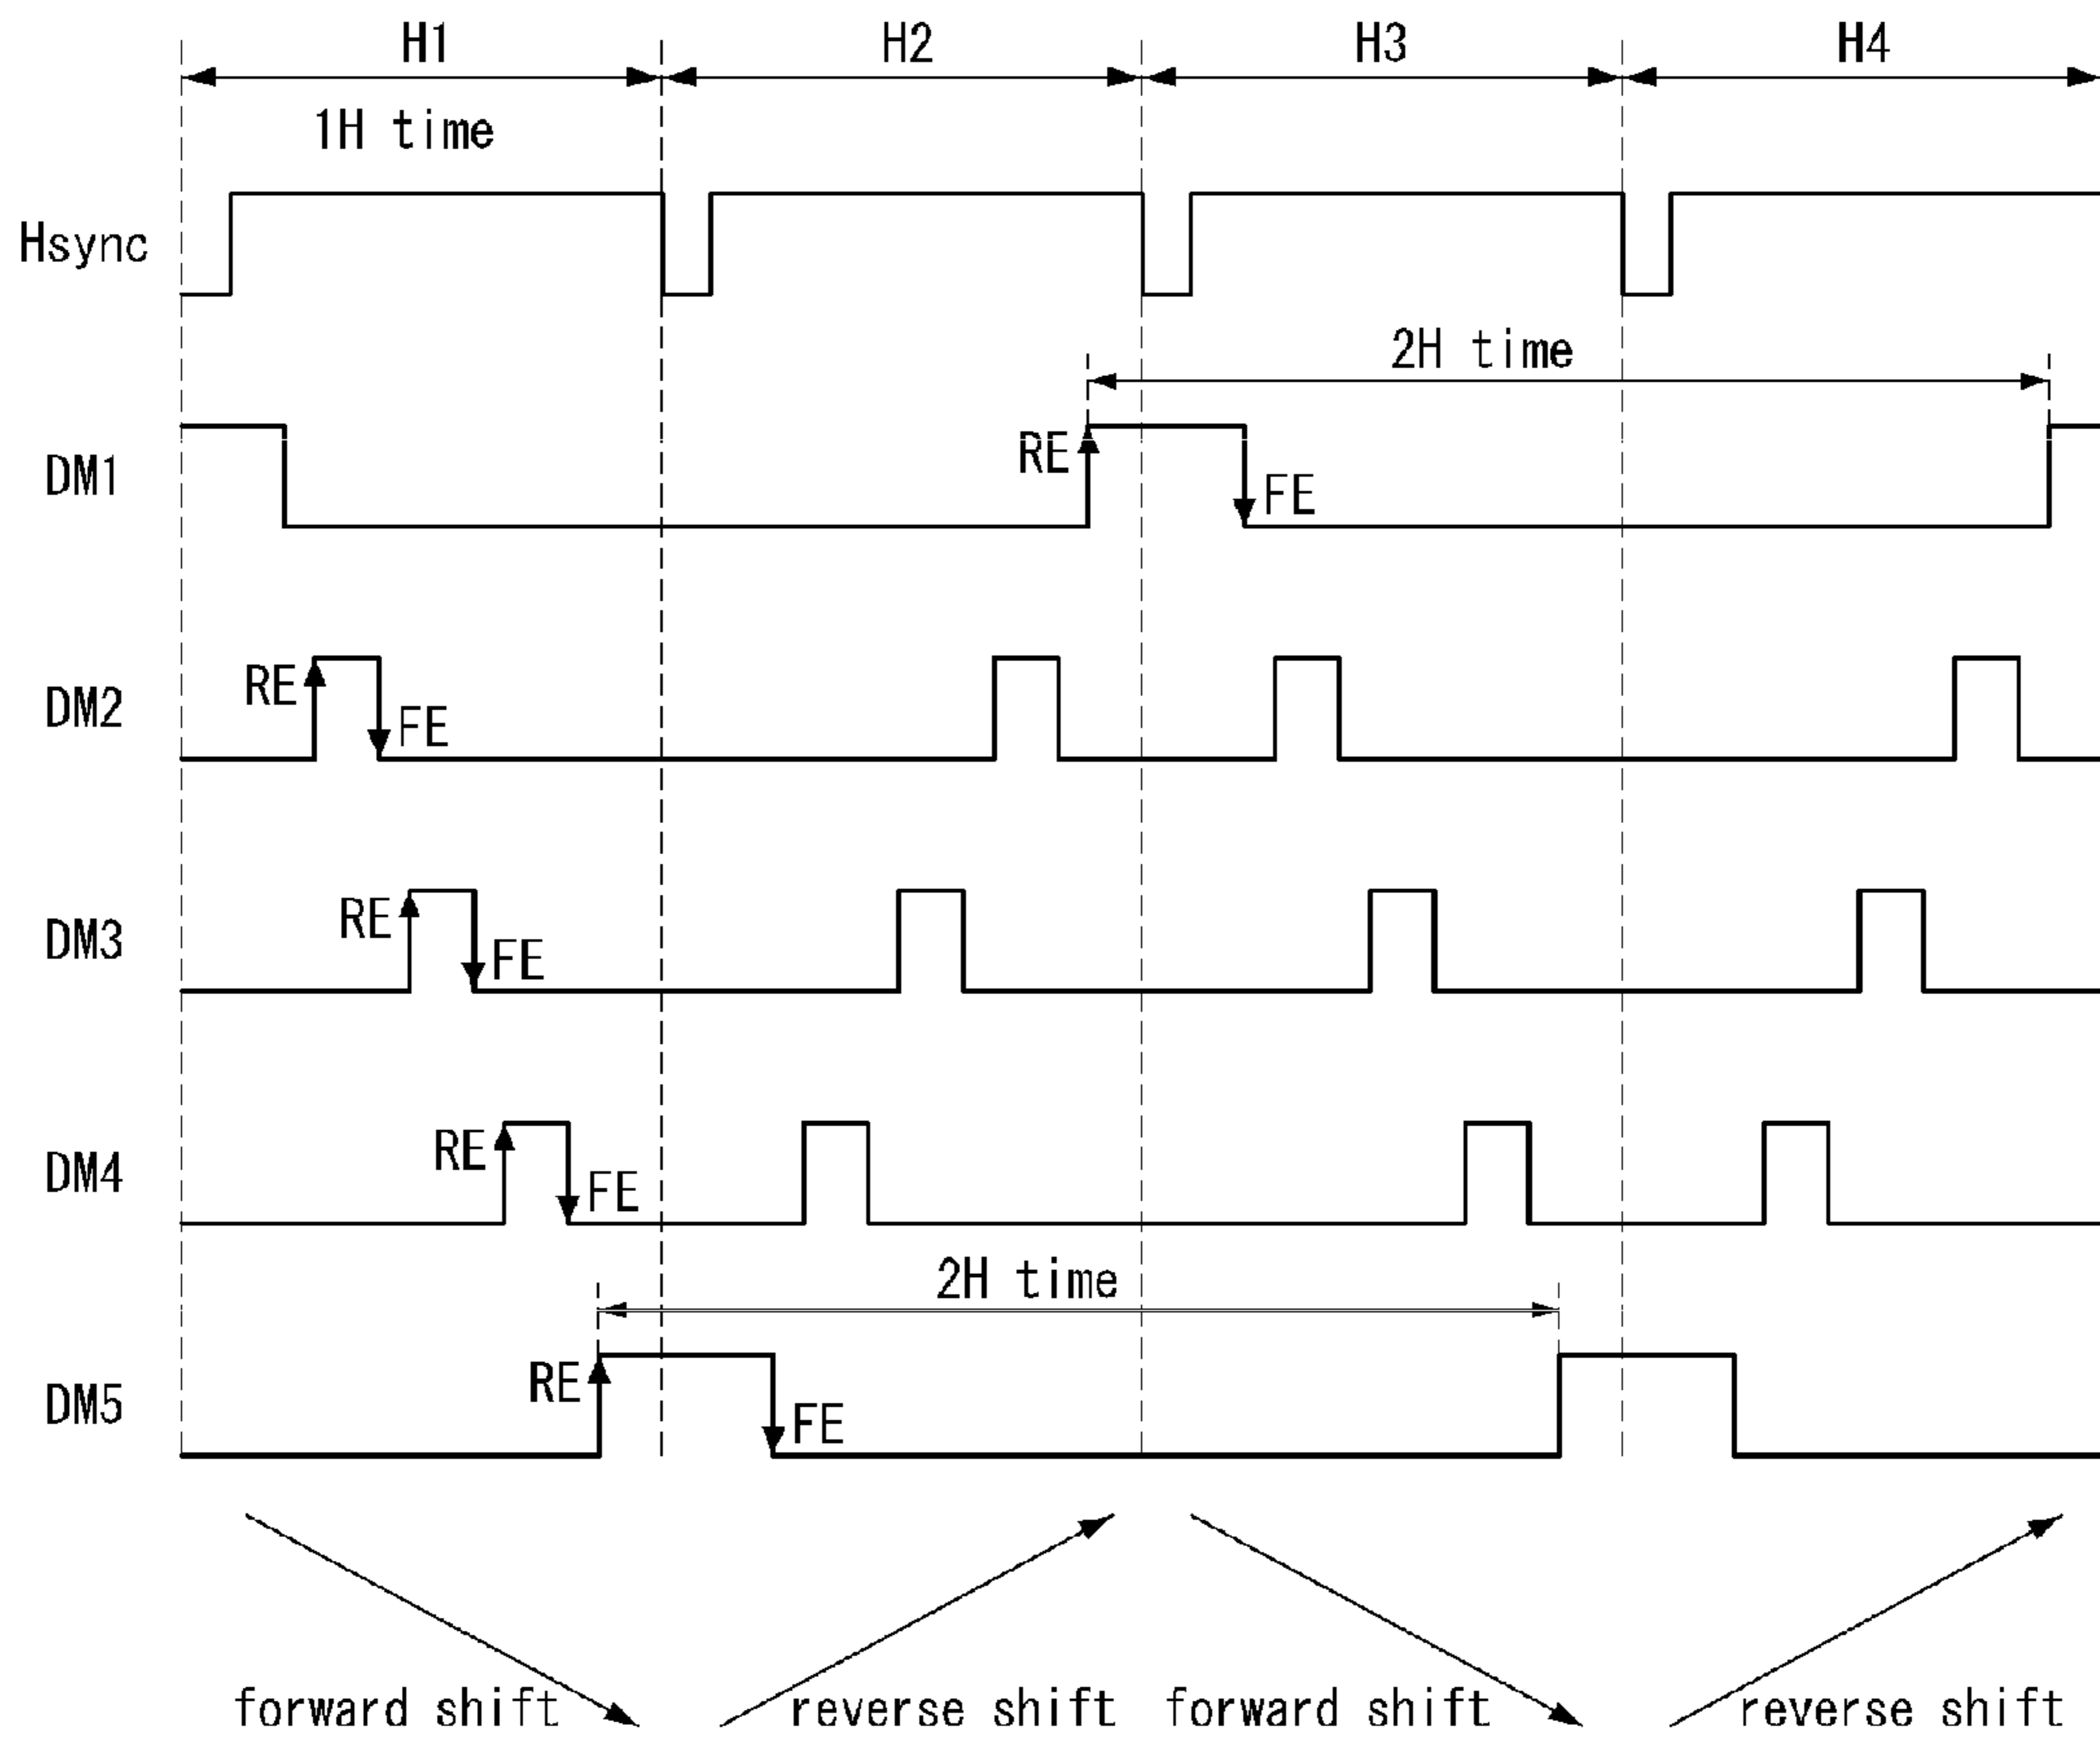 H1 H2 H3 H4
1H time
Hsync
2H time
DM1 RE FE
DM2 RE FE
DM3 RE FE
DM4 RE FE
2H time
DM5 RE FE
forward shift reverse shift forward shift reverse shift